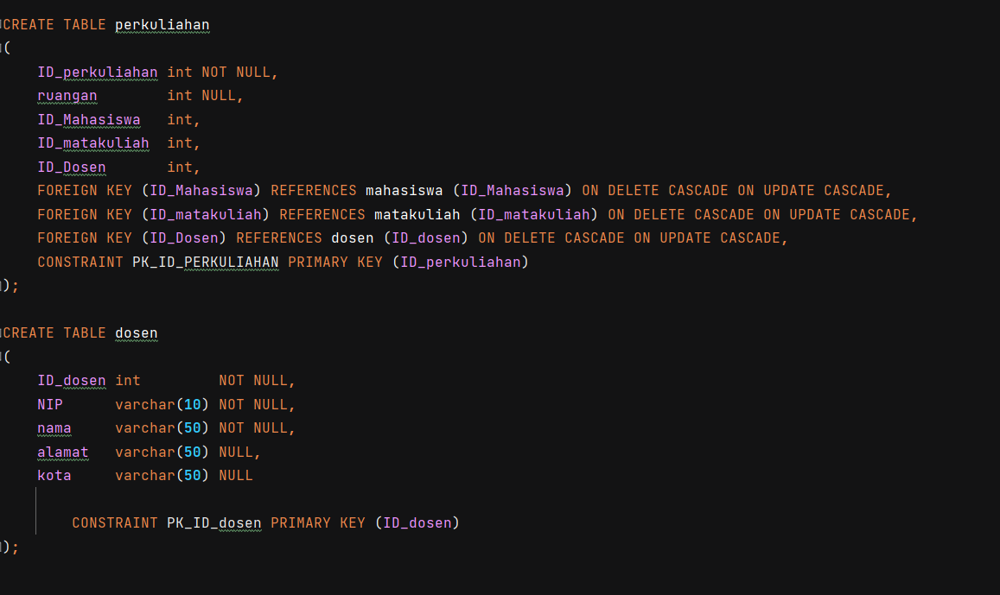 CREATE TABLE perkuliahan
(
ID_perkuliahan int NOT NULL,
ruangan int NULL,
ID_Mahasiswa int,
ID_matakuliah int,
ID_Dosen int,
FOREIGN KEY (ID_Mahasiswa) REFERENCES mahasiswa (ID_Mahasiswa) ON DELETE CASCADE ON UPDATE CASCADE,
FOREIGN KEY (ID_matakuliah) REFERENCES matakuliah (ID_matakuliah) ON DELETE CASCADE ON UPDATE CASCADE,
FOREIGN KEY (ID_Dosen) REFERENCES dosen (ID_dosen) ON DELETE CASCADE ON UPDATE CASCADE,
CONSTRAINT PK_ID_PERKULIAHAN PRIMARY KEY (ID_perkuliahan)
);
CREATE TABLE dosen
(
ID_dosen int NOT NULL,
NIP varchar(10) NOT NULL,
nama varchar(50) NOT NULL,
alamat varchar(50) NULL,
kota varchar(50) NULL
CONSTRAINT PK_ID_dosen PRIMARY KEY (ID_dosen)
);